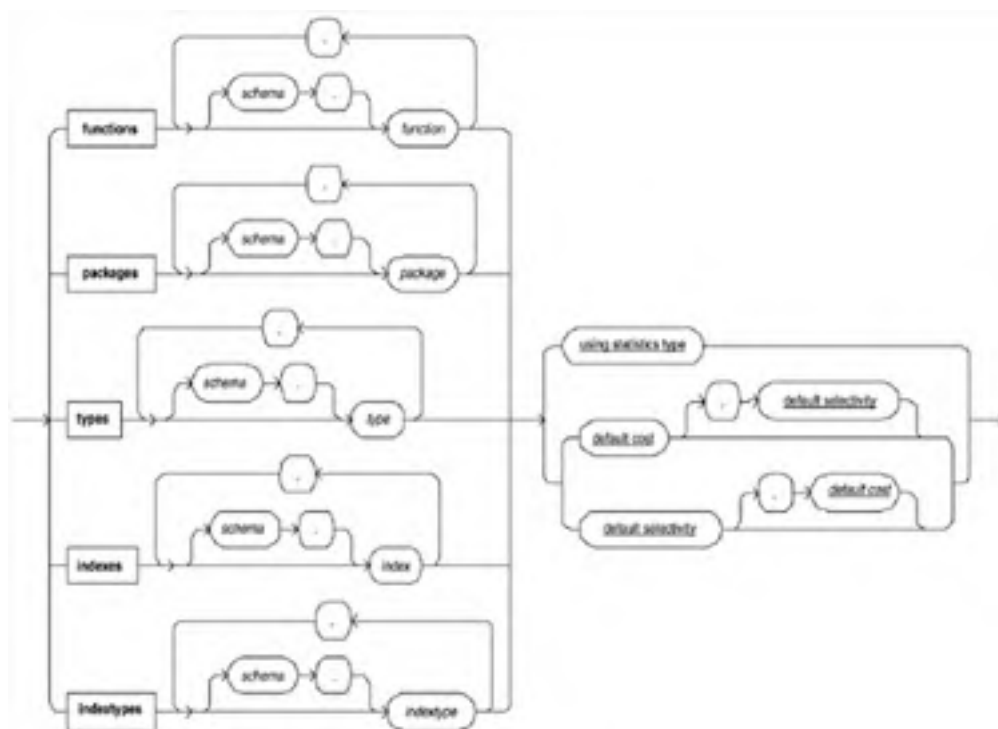 ,
schema .
functions function
,
schema .
packages package
,
using statistics type
schema . , default selectivity
types type
default cost
,
, default cost
schema .
default selectivity
indexes index
,
schema .
indextypes indextype